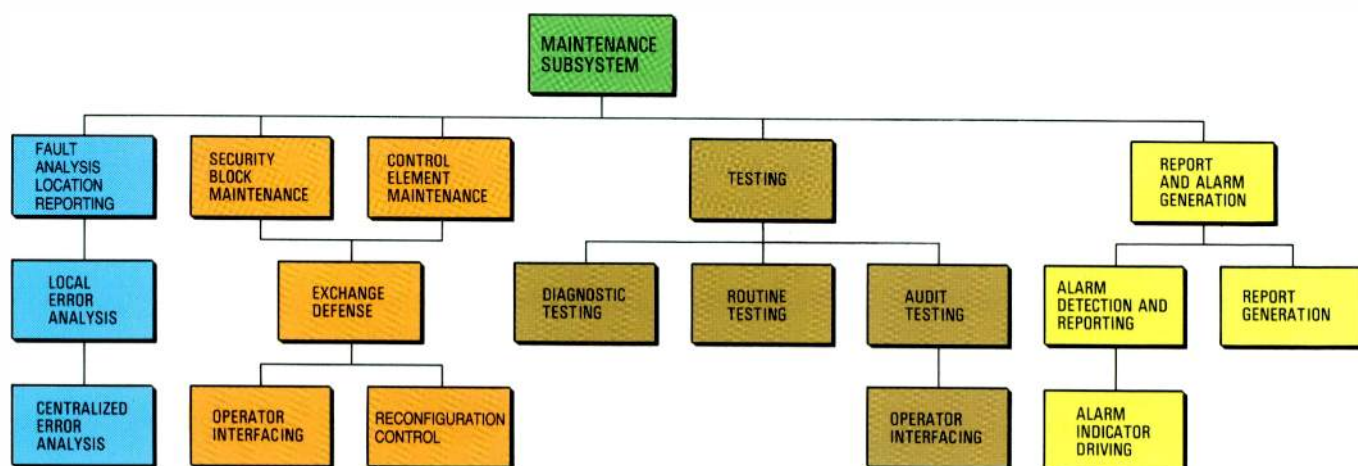 MAINTENANCE
SUBSYSTEM
FAULT
ANALYSIS
LOCATION
REPORTING
SECURITY
BLOCK
MAINTENANCE
CONTROL
ELEMENT
MAINTENANCE
TESTING
REPORT
AND ALARM
GENERATION
LOCAL
ERROR
ANALYSIS
EXCHANGE
DEFENSE
DIAGNOSTIC
TESTING
ROUTINE
TESTING
AUDIT
TESTING
ALARM
DETECTION AND
REPORTING
REPORT
GENERATION
CENTRALIZED
ERROR
ANALYSIS
OPERATOR
INTERFACING
RECONFIGURATION
CONTROL
OPERATOR
INTERFACING
ALARM
INDICATOR
DRIVING